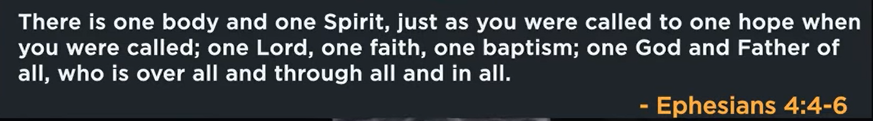 There is one body and one Spirit, just as you were called to one hope when
you were called; one Lord, one faith, one baptism; one God and Father of
all, who is over all and through all and in all.
- Ephesians 4:4-6